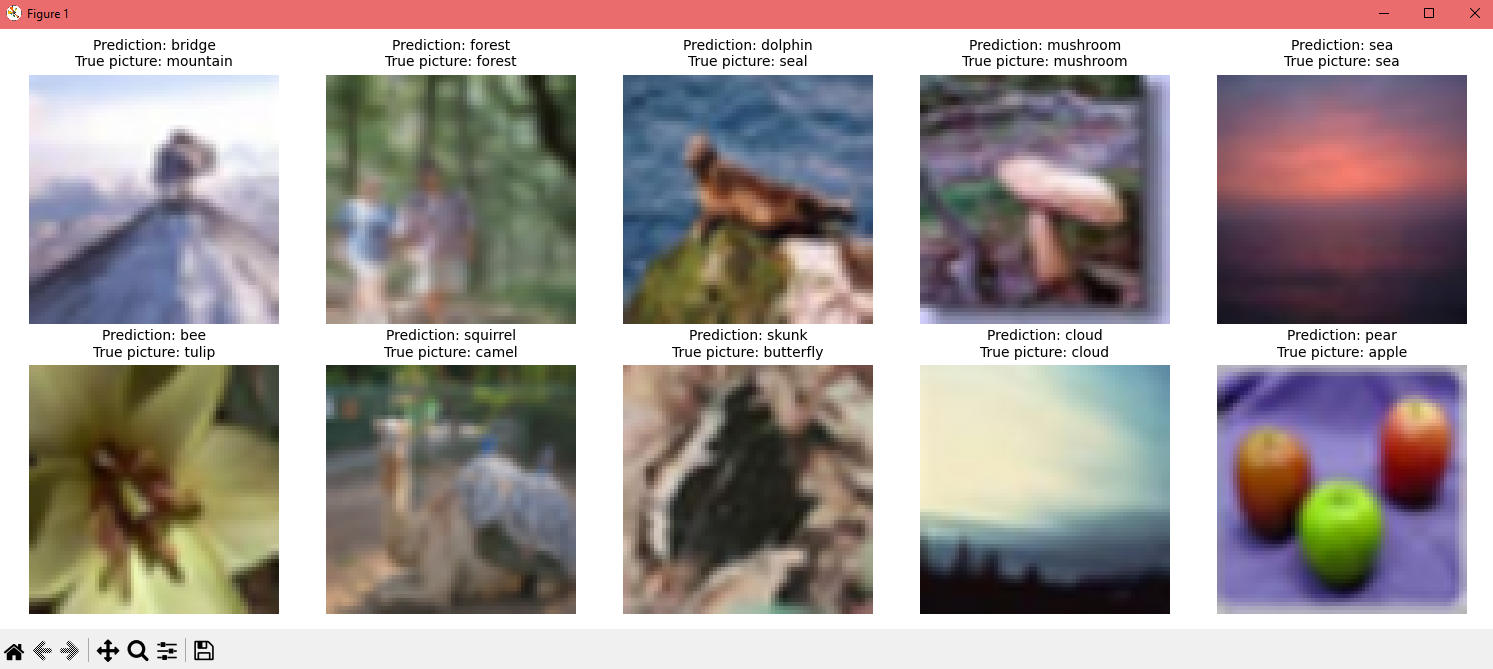 Figure 1
Prediction: bridge
True picture: mountain
Prediction: forest
True picture: forest
Prediction: dolphin
True picture: seal
Prediction: mushroom
True picture: mushroom
Prediction: sea
True picture: sea
Prediction: bee
True picture: tulip
Prediction: squirrel
True picture: camel
Prediction: skunk
True picture: butterfly
Prediction: cloud
True picture: cloud
Prediction: pear
True picture: apple